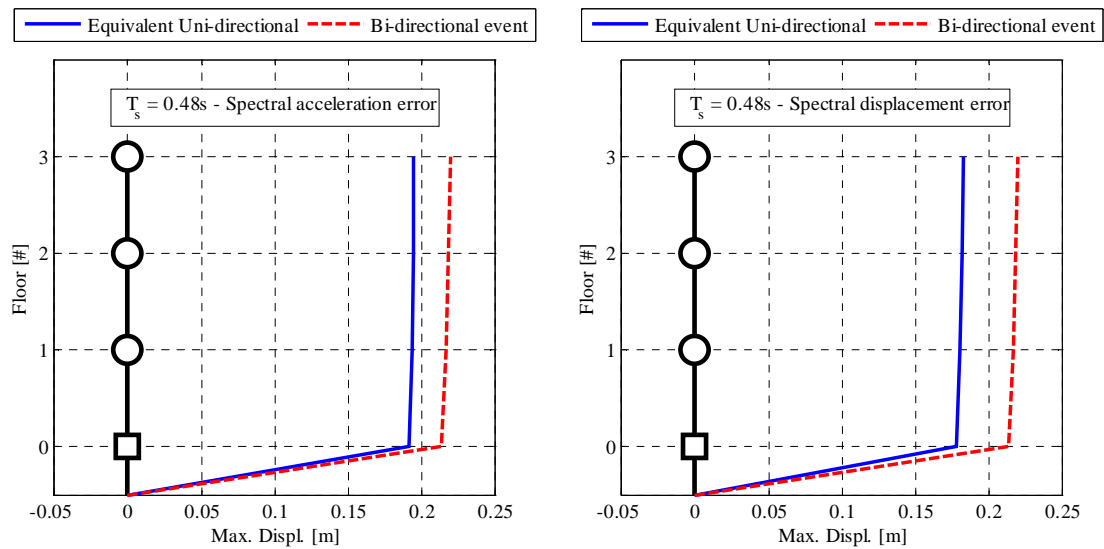 Equivalent Uni-directional Bi-directional event
T_s = 0.48s - Spectral acceleration error
3
2
1
0
Floor [#]
-0.05 0 0.05 0.1 0.15 0.2 0.25
Max. Displ. [m]
Equivalent Uni-directional Bi-directional event
T_s = 0.48s - Spectral displacement error
3
2
1
0
Floor [#]
-0.05 0 0.05 0.1 0.15 0.2 0.25
Max. Displ. [m]